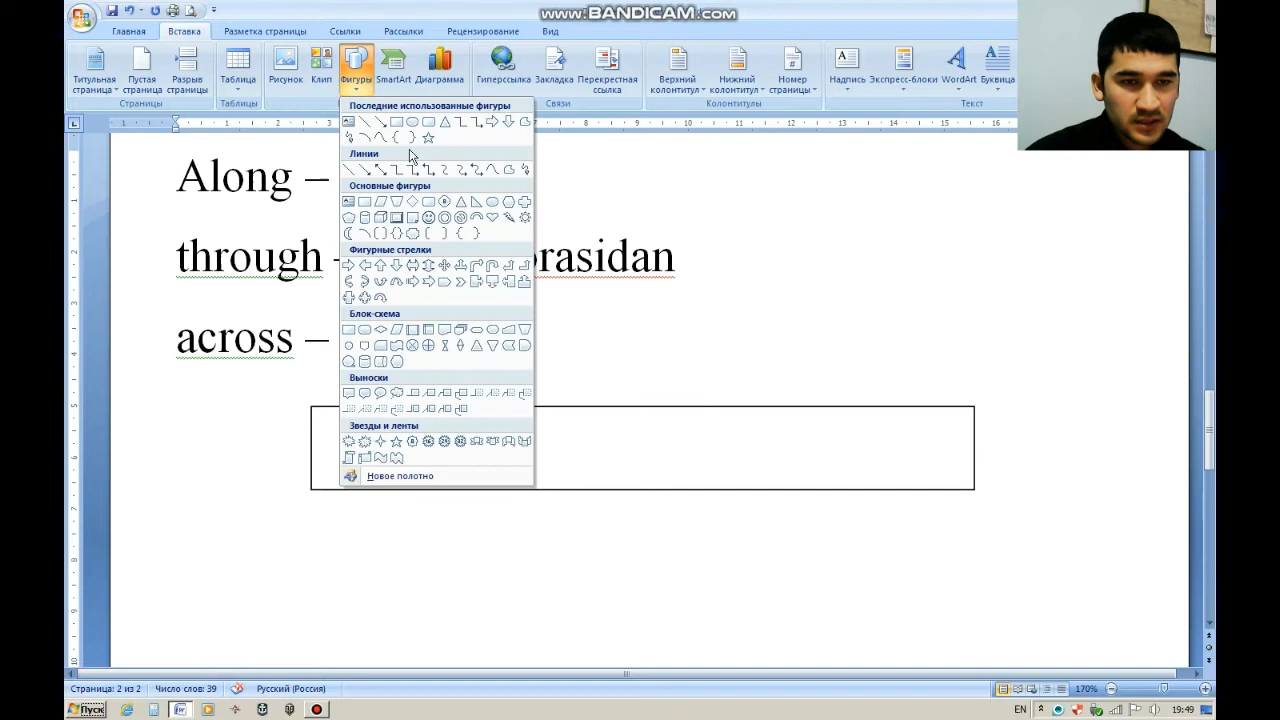 www.BANDICAM.com
Главная Вставка Разметка страницы Ссылки Рассылки Рецензирование Вид
Титульная страница Пустая страница Разрыв страницы Таблица Рисунок Клип Фигуры SmartArt Диаграмма Гиперссылка Закладка Перекрестная ссылка Верхний колонтитул Нижний колонтитул Номер страницы Надпись Экспресс-блоки WordArt Буквица
Страницы Таблицы Связи Колонтитулы Текст
Последние использованные фигуры
Линии
Основные фигуры
Фигурные стрелки
Блок-схема
Выноски
Звезды и ленты
Новое полотно
Along –
through – orasidan
across –
Страница: 2 из 2 Число слов: 39 Русский (Россия) 170%
Пуск EN 19:49